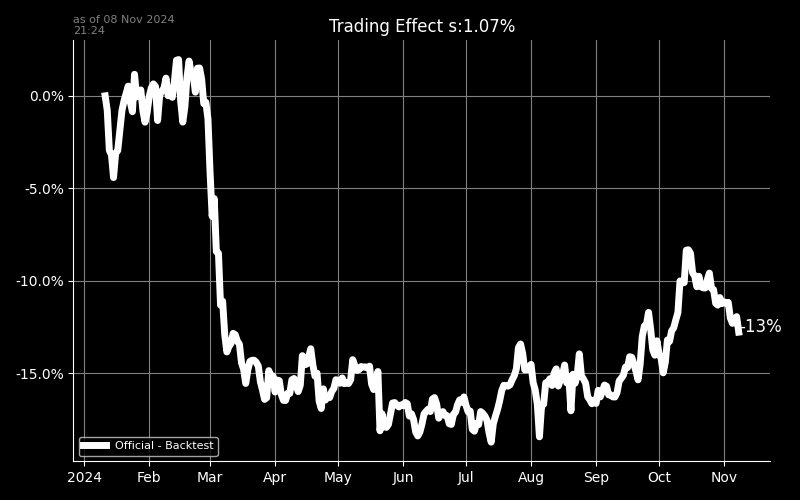 as of 08 Nov 2024
21:24
Trading Effect s:1.07%
0.0%
-5.0%
-10.0%
-15.0%
-13%
Official - Backtest
2024 Feb Mar Apr May Jun Jul Aug Sep Oct Nov